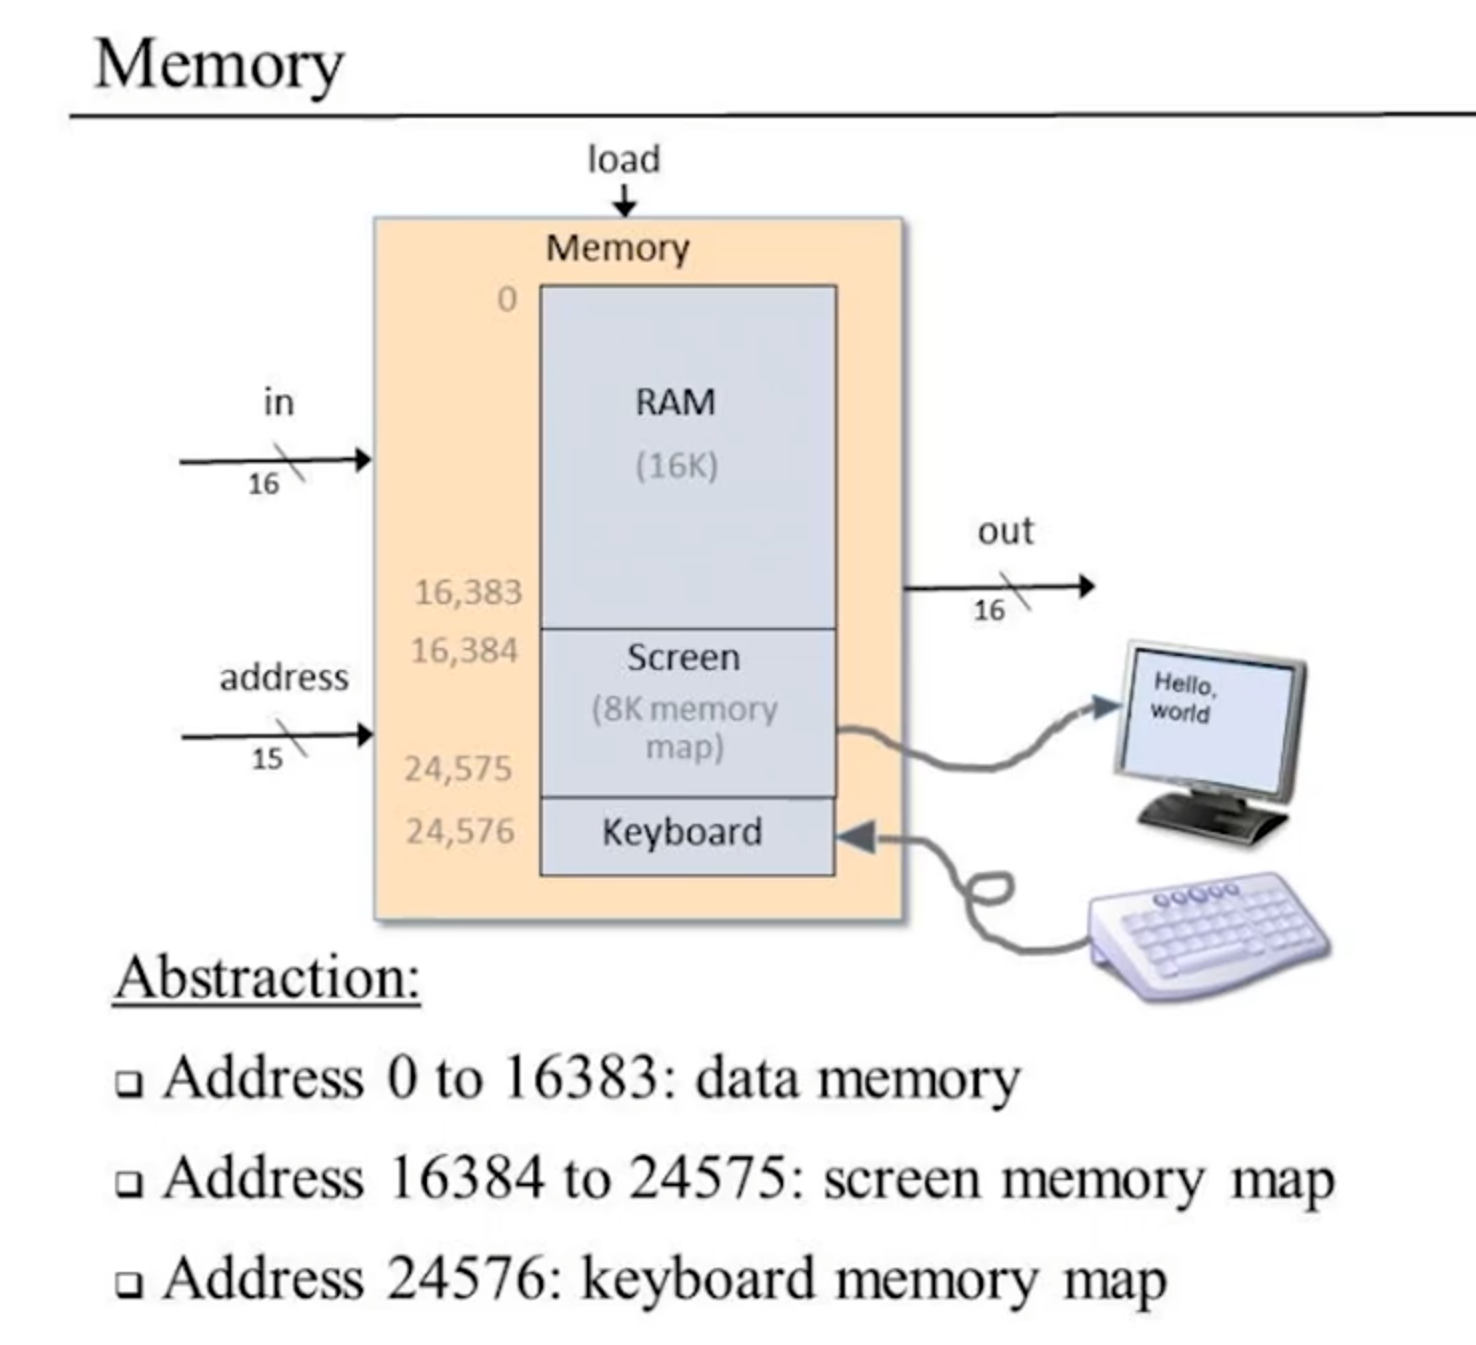 Memory
load
Memory
0
RAM
in
(16K)
16
out
16,383
16
16,384
Screen
address
(8K memory
map)
Hello,
world
15
24,575
24,576
Keyboard
Abstraction:
❑ Address 0 to 16383: data memory
❑ Address 16384 to 24575: screen memory map
❑ Address 24576: keyboard memory map